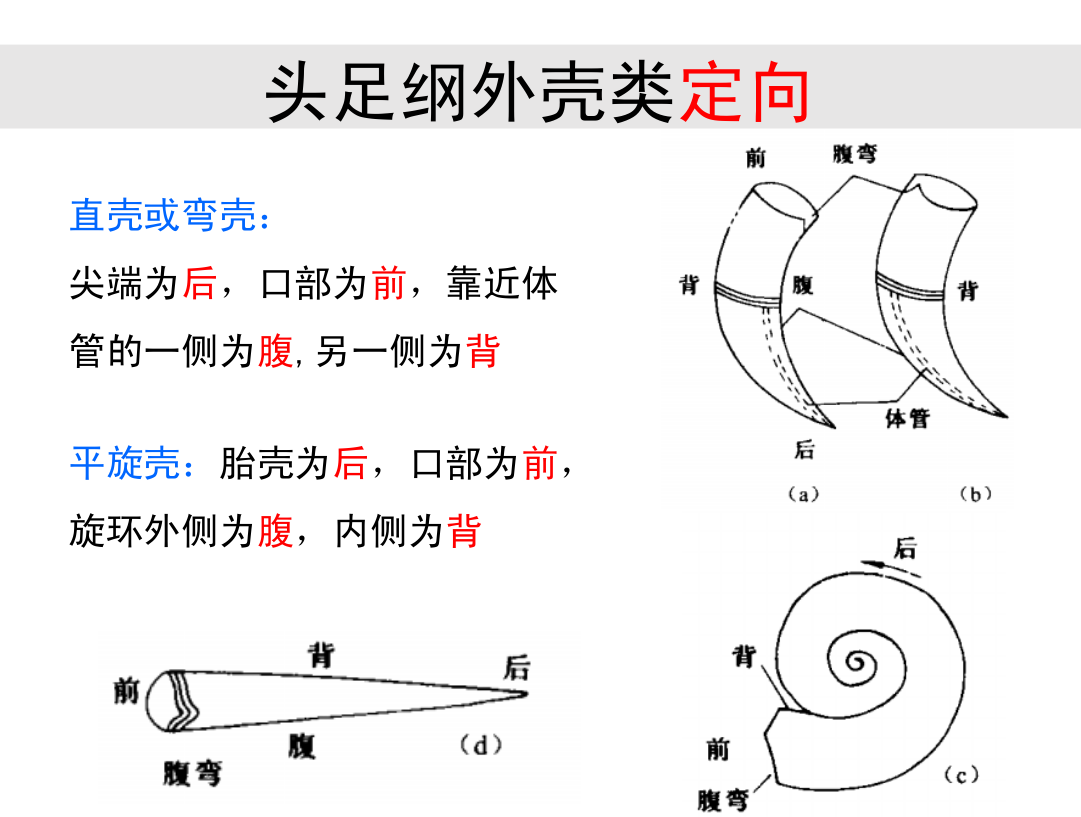 头足纲外壳类定向
直壳或弯壳：
尖端为后，口部为前，靠近体
管的一侧为腹,另一侧为背
平旋壳：胎壳为后，口部为前，
旋环外侧为腹，内侧为背
前
腹弯
背
腹
背
体管
后
（a）
（b）
后
背
前
腹弯
（c）
背
后
前
腹
（d）
腹弯